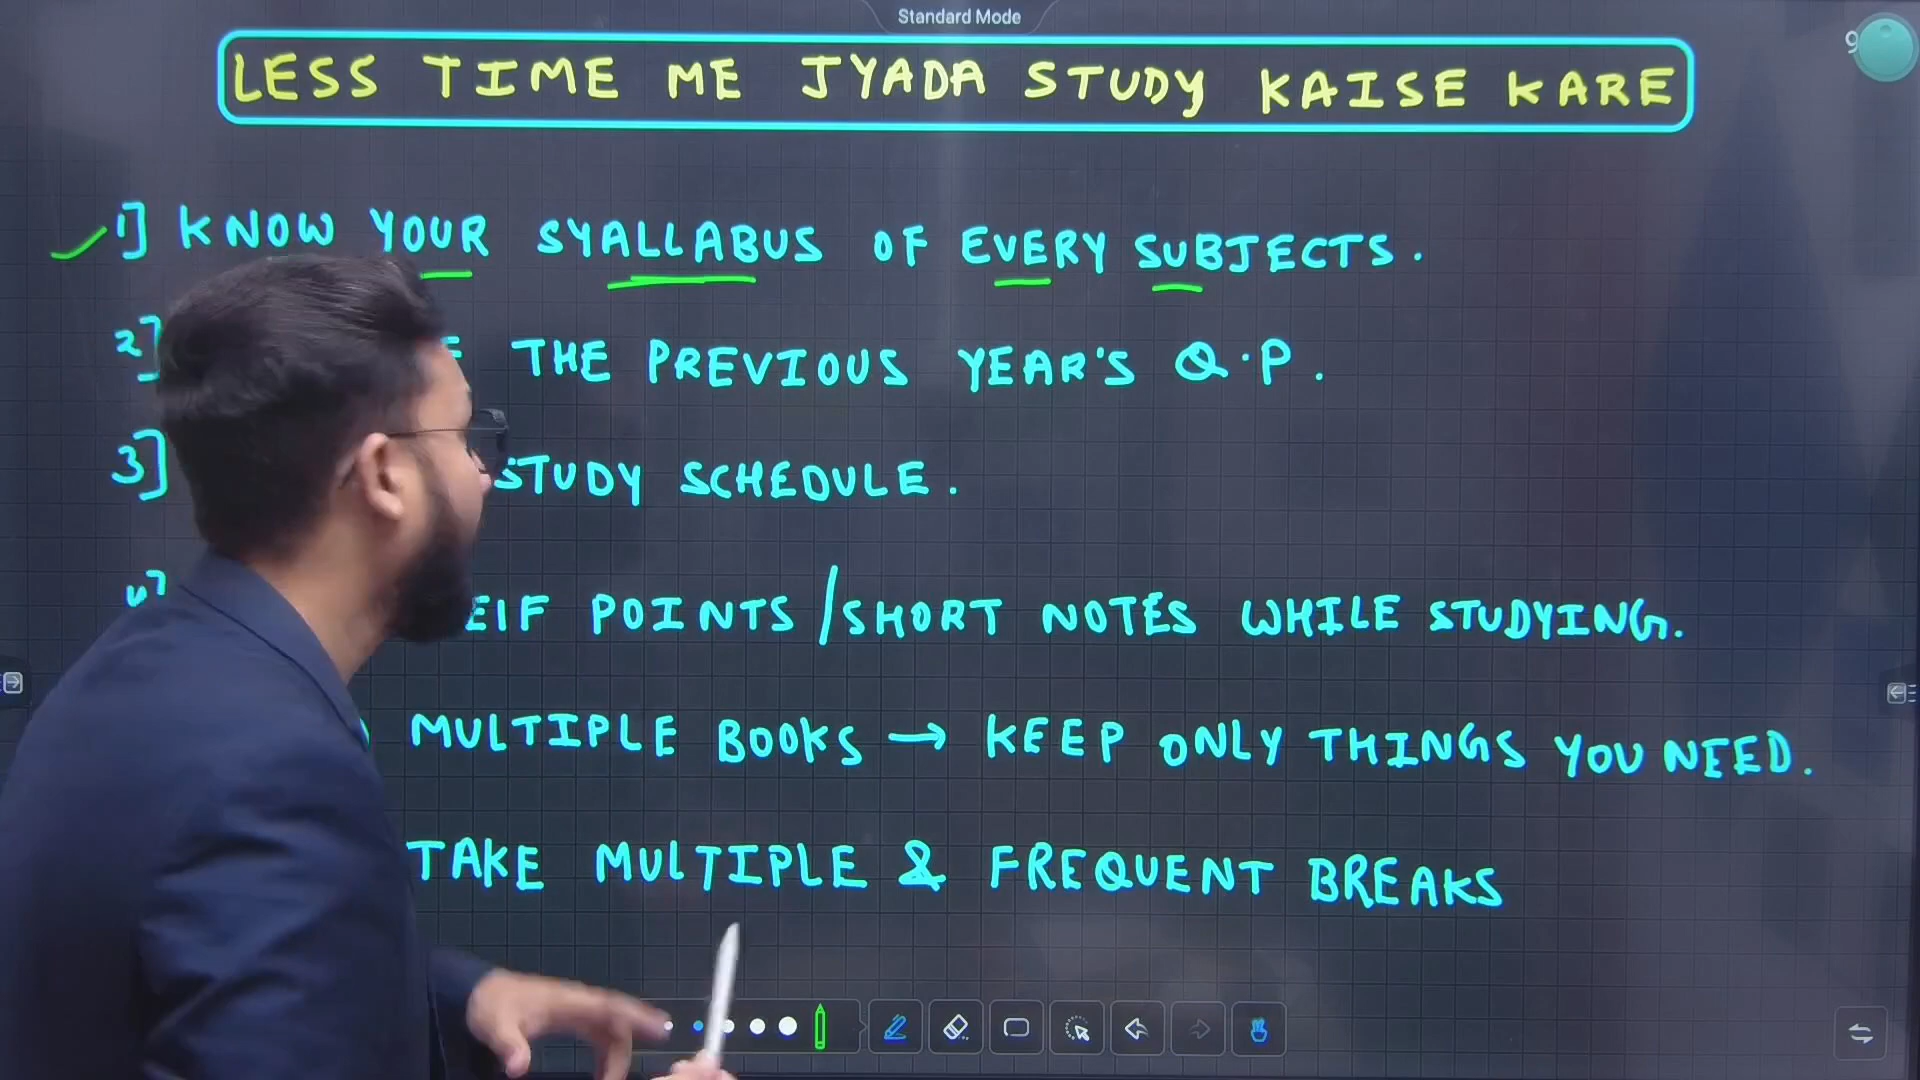 Standard Mode
LESS TIME ME JYADA STUDY KAISE KARE
1] KNOW YOUR SYALLABUS OF EVERY SUBJECTS.
2] THE PREVIOUS YEAR'S Q.P.
3] STUDY SCHEDULE.
POINTS / SHORT NOTES WHILE STUDYING.
MULTIPLE BOOKS → KEEP ONLY THINGS YOU NEED.
TAKE MULTIPLE & FREQUENT BREAKS